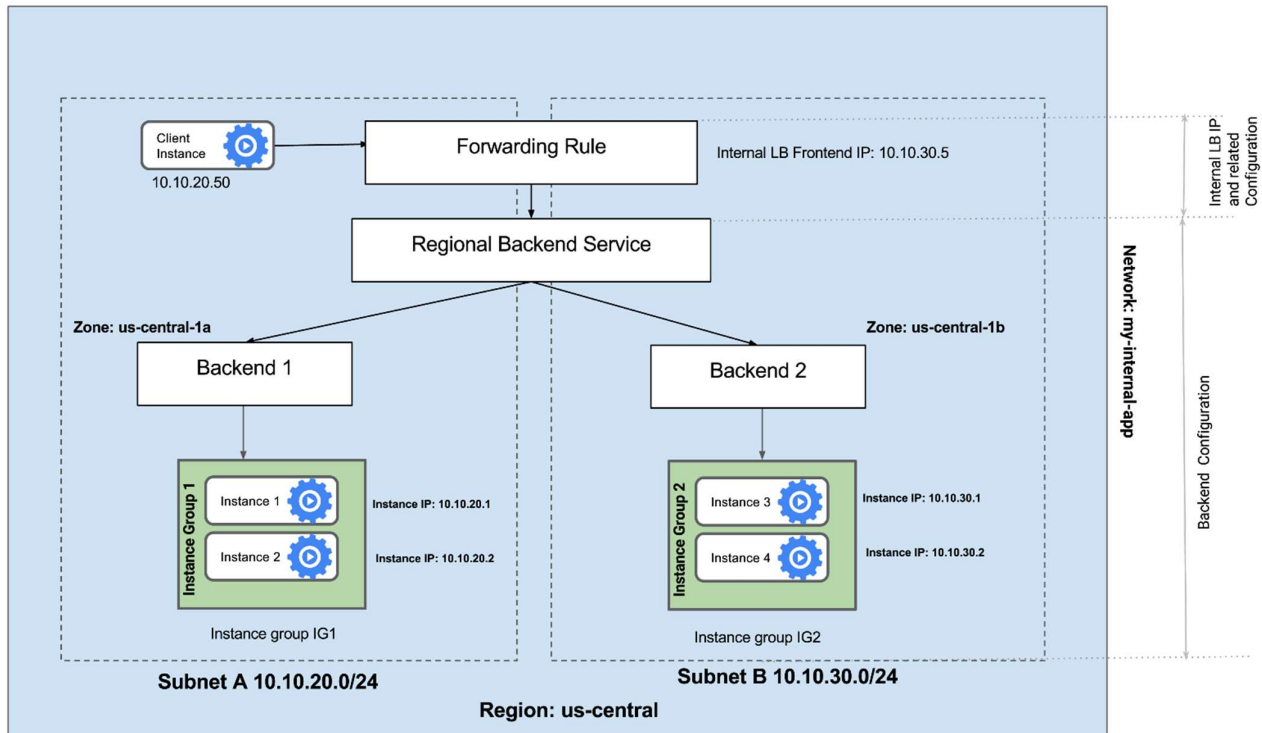 Client
Instance
10.10.20.50
Forwarding Rule
Internal LB Frontend IP: 10.10.30.5
Internal LB IP
and related
Configuration
Regional Backend Service
Network: my-internal-app
Zone: us-central-1a
Zone: us-central-1b
Backend 1
Backend 2
Backend Configuration
Instance Group 1
Instance 1
Instance IP: 10.10.20.1
Instance 2
Instance IP: 10.10.20.2
Instance group IG1
Instance Group 2
Instance 3
Instance IP: 10.10.30.1
Instance 4
Instance IP: 10.10.30.2
Instance group IG2
Subnet A 10.10.20.0/24
Subnet B 10.10.30.0/24
Region: us-central